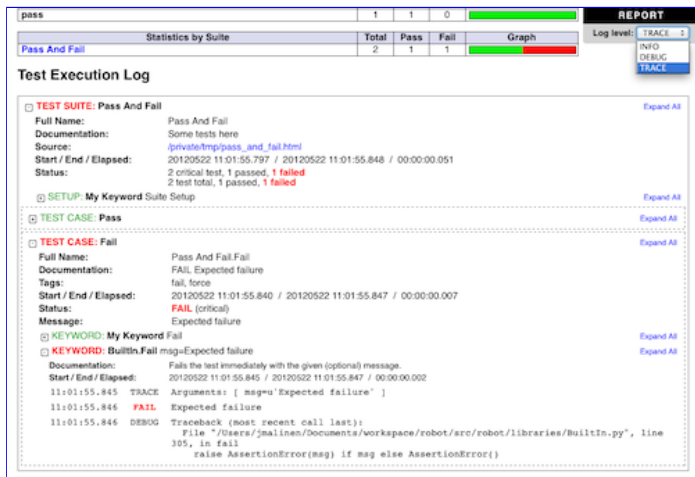 pass 1 1 0
REPORT
Log level: TRACE
INFO
DEBUG
TRACE
Statistics by Suite Total Pass Fail Graph
Pass And Fail 2 1 1
Test Execution Log
TEST SUITE: Pass And Fail Expand All
Full Name: Pass And Fail
Documentation: Some tests here
Source: /private/tmp/pass_and_fail.html
Start / End / Elapsed: 20120522 11:01:55.797 / 20120522 11:01:55.848 / 00:00:00.051
Status: 2 critical test, 1 passed, 1 failed
2 test total, 1 passed, 1 failed
SETUP: My Keyword Suite Setup Expand All
TEST CASE: Pass Expand All
TEST CASE: Fail Expand All
Full Name: Pass And Fail.Fail
Documentation: FAIL Expected failure
Tags: fail, force
Start / End / Elapsed: 20120522 11:01:55.840 / 20120522 11:01:55.847 / 00:00:00.007
Status: FAIL (critical)
Message: Expected failure
KEYWORD: My Keyword Fail Expand All
KEYWORD: BuiltIn.Fail msg=Expected failure Expand All
Documentation: Fails the test immediately with the given (optional) message.
Start / End / Elapsed: 20120522 11:01:55.845 / 20120522 11:01:55.847 / 00:00:00.002
11:01:55.845 TRACE Arguments: [ msg=u'Expected failure' ]
11:01:55.846 FAIL Expected failure
11:01:55.846 DEBUG Traceback (most recent call last):
File "/Users/jmalinen/Documents/workspace/robot/src/robot/libraries/BuiltIn.py", line
305, in fail
raise AssertionError(msg) if msg else AssertionError()